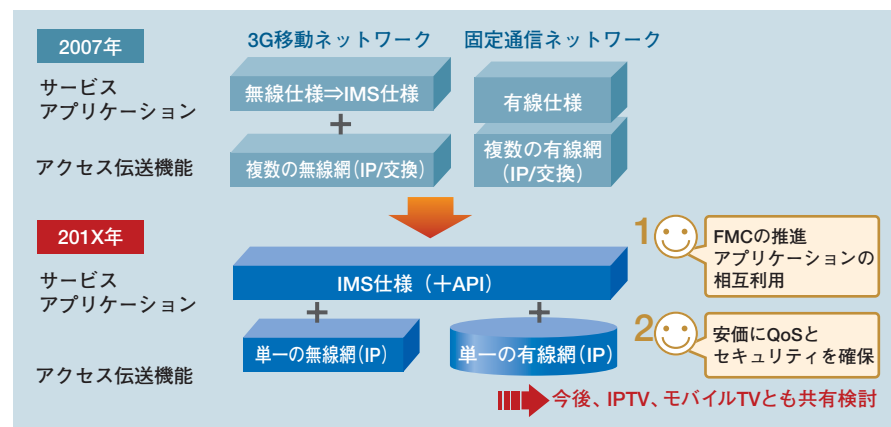 2007年
3G移動ネットワーク
固定通信ネットワーク
サービス
アプリケーション
無線仕様⇒IMS仕様
有線仕様
+
アクセス伝送機能
複数の無線網(IP/交換)
複数の有線網
(IP/交換)
201X年
サービス
アプリケーション
IMS仕様（+API）
1
FMCの推進
アプリケーションの
相互利用
+
+
アクセス伝送機能
単一の無線網(IP)
単一の有線網(IP)
2
安価にQoSと
セキュリティを確保
今後、IPTV、モバイルTVとも共有検討